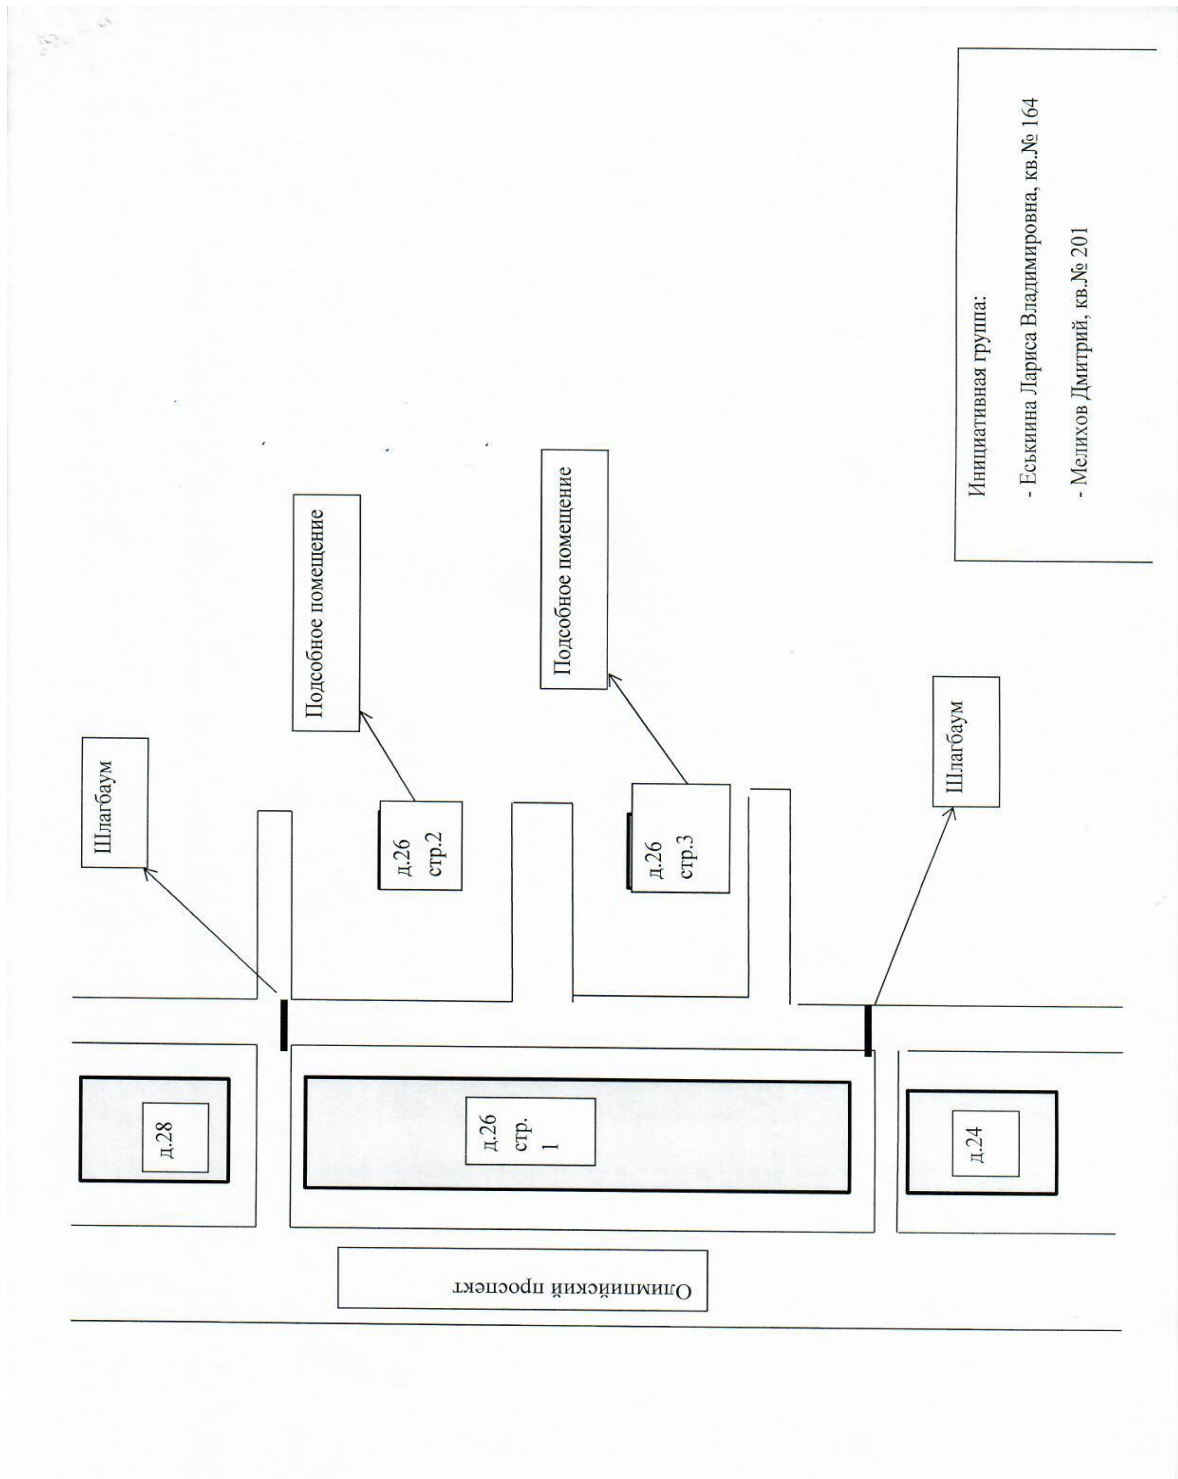 Шлагбаум
Подсобное помещение
Подсобное помещение
Шлагбаум
д.26
стр.2
д.26
стр.3
д.28
д.26
стр.
1
д.24
Олимпийский проспект
Инициативная группа:
- Еськиина Лариса Владимировна, кв.№ 164
- Мелихов Дмитрий, кв.№ 201